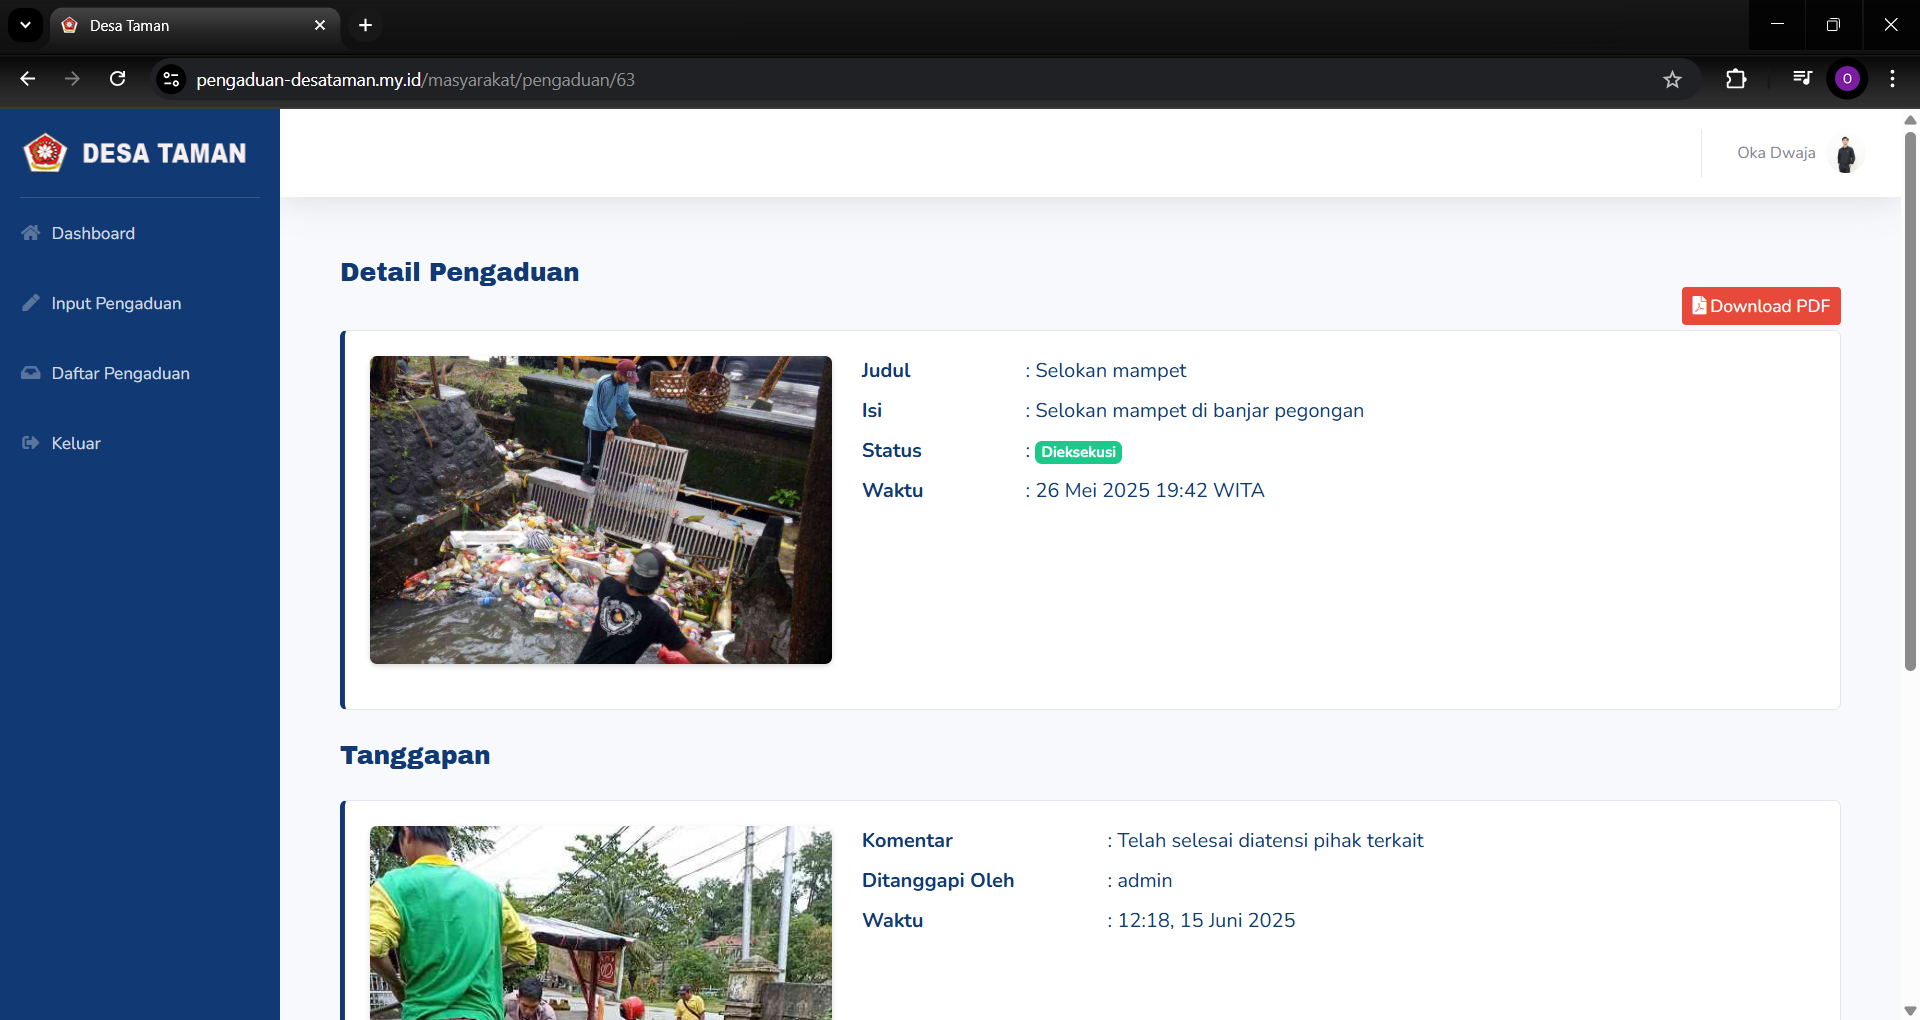 Desa Taman
pengaduan-desataman.my.id/masyarakat/pengaduan/63
O
DESA TAMAN
Oka Dwaja
Dashboard
Input Pengaduan
Daftar Pengaduan
Keluar
Detail Pengaduan
Download PDF
Judul : Selokan mampet
Isi : Selokan mampet di banjar pegongan
Status : Dieksekusi
Waktu : 26 Mei 2025 19:42 WITA
Tanggapan
Komentar : Telah selesai diatensi pihak terkait
Ditanggapi Oleh : admin
Waktu : 12:18, 15 Juni 2025